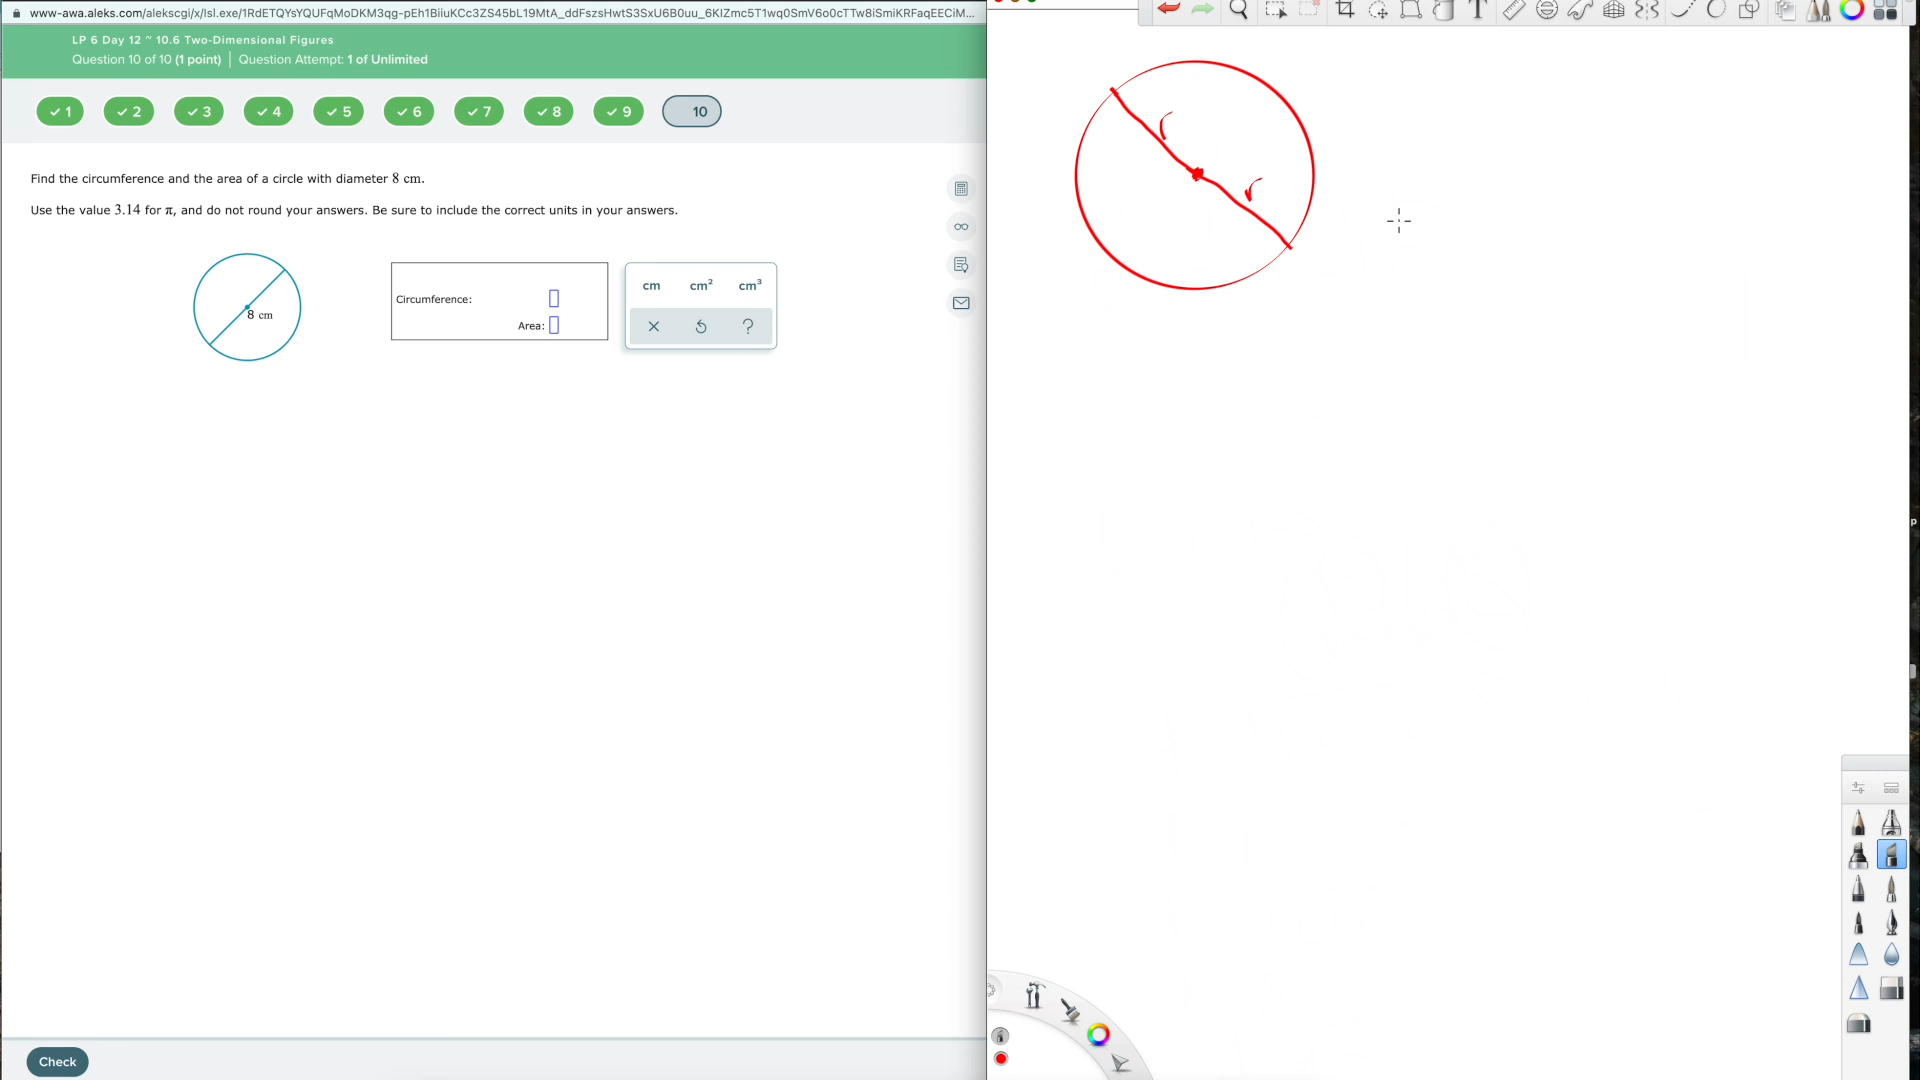 www-awa.aleks.com/alekscgi/x/Isl.exe/1RdETQYsYQUFqMoDKM3qg-pEh1BiiuKCc3ZS45bL19MtA_ddFszsHwtS3SxU6B0uu_6KIZmc5T1wq0SmV6o0cTTw8iSmiKRFaqEECiM...
LP 6 Day 12 ~ 10.6 Two-Dimensional Figures
Question 10 of 10 (1 point) | Question Attempt: 1 of Unlimited
✓ 1 ✓ 2 ✓ 3 ✓ 4 ✓ 5 ✓ 6 ✓ 7 ✓ 8 ✓ 9 10
Find the circumference and the area of a circle with diameter 8 cm.
Use the value 3.14 for π, and do not round your answers. Be sure to include the correct units in your answers.
8 cm
Circumference:
Area:
cm cm² cm³
?
Check
r
r
T
p